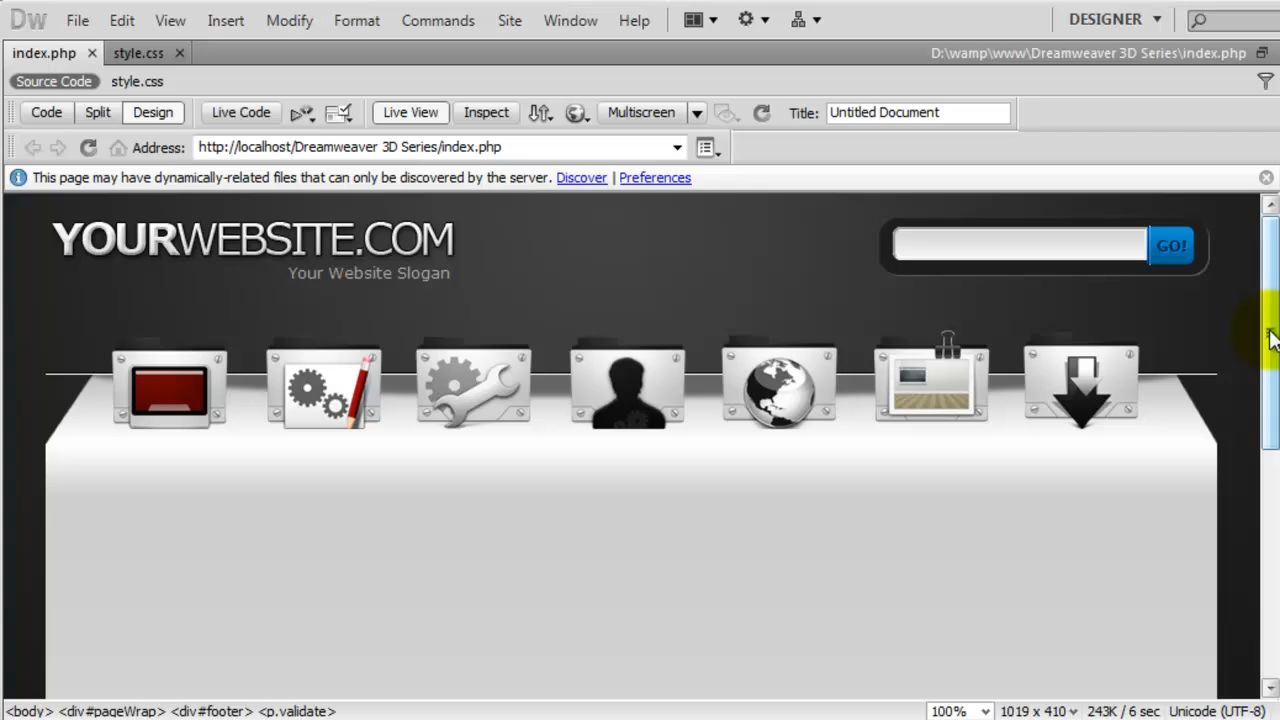 Dw File Edit View Insert Modify Format Commands Site Window Help DESIGNER
index.php style.css D:\wamp\www\Dreamweaver 3D Series\index.php
Source Code style.css
Code Split Design Live Code Live View Inspect Multiscreen Title: Untitled Document
Address: http://localhost/Dreamweaver 3D Series/index.php
This page may have dynamically-related files that can only be discovered by the server. Discover | Preferences
YOURWEBSITE.COM
GO!
Your Website Slogan
<body> <div#pageWrap> <div#footer> <p.validate> 100% 1019 x 410 243K / 6 sec Unicode (UTF-8)